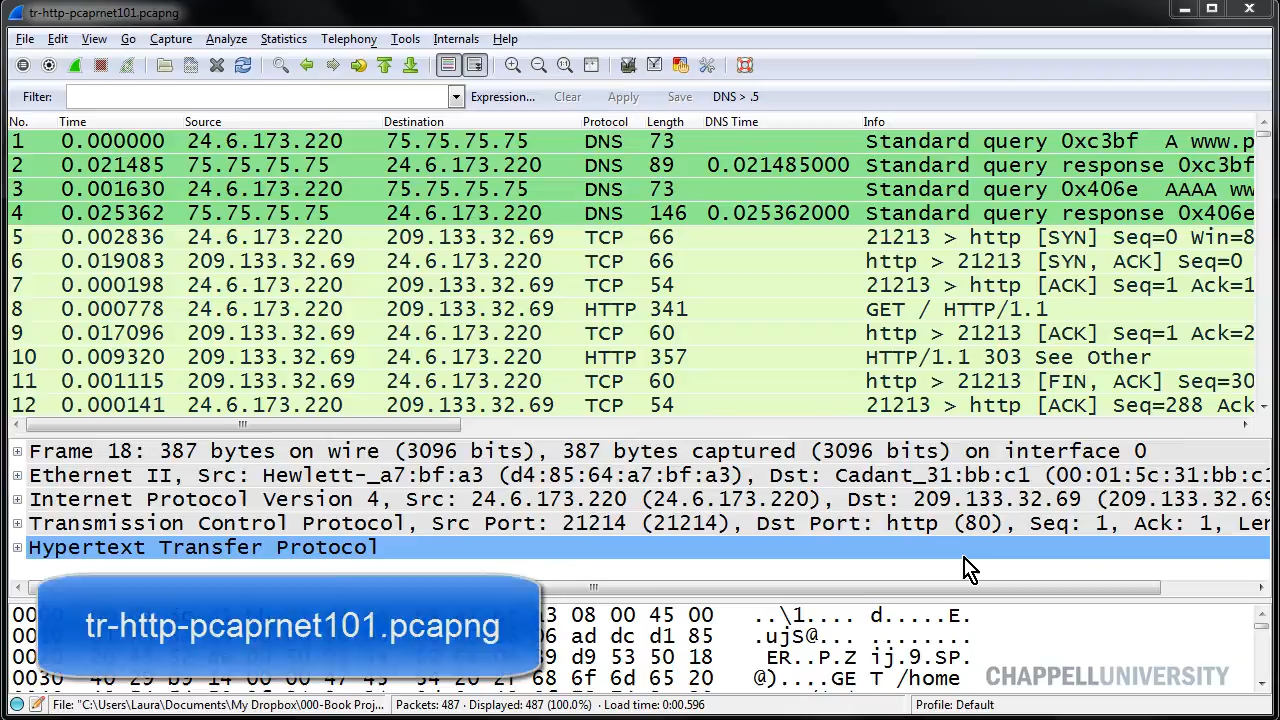 tr-http-pcaprnet101.pcapng
File Edit View Go Capture Analyze Statistics Telephony Tools Internals Help
Filter: Expression... Clear Apply Save DNS > .5
No. Time Source Destination Protocol Length DNS Time Info
1 0.000000 24.6.173.220 75.75.75.75 DNS 73 Standard query 0xc3bf A www.p
2 0.021485 75.75.75.75 24.6.173.220 DNS 89 0.021485000 Standard query response 0xc3bf
3 0.001630 24.6.173.220 75.75.75.75 DNS 73 Standard query 0x406e AAAA ww
4 0.025362 75.75.75.75 24.6.173.220 DNS 146 0.025362000 Standard query response 0x406e
5 0.002836 24.6.173.220 209.133.32.69 TCP 66 21213 > http [SYN] Seq=0 Win=8
6 0.019083 209.133.32.69 24.6.173.220 TCP 66 http > 21213 [SYN, ACK] Seq=0
7 0.000198 24.6.173.220 209.133.32.69 TCP 54 21213 > http [ACK] Seq=1 Ack=1
8 0.000778 24.6.173.220 209.133.32.69 HTTP 341 GET / HTTP/1.1
9 0.017096 209.133.32.69 24.6.173.220 TCP 60 http > 21213 [ACK] Seq=1 Ack=2
10 0.009320 209.133.32.69 24.6.173.220 HTTP 357 HTTP/1.1 303 See Other
11 0.001115 209.133.32.69 24.6.173.220 TCP 60 http > 21213 [FIN, ACK] Seq=30
12 0.000141 24.6.173.220 209.133.32.69 TCP 54 21213 > http [ACK] Seq=288 Ack
Frame 18: 387 bytes on wire (3096 bits), 387 bytes captured (3096 bits) on interface 0
Ethernet II, Src: Hewlett-_a7:bf:a3 (d4:85:64:a7:bf:a3), Dst: Cadant_31:bb:c1 (00:01:5c:31:bb:c1
Internet Protocol Version 4, Src: 24.6.173.220 (24.6.173.220), Dst: 209.133.32.69 (209.133.32.69
Transmission Control Protocol, Src Port: 21214 (21214), Dst Port: http (80), Seq: 1, Ack: 1, Len
Hypertext Transfer Protocol
08 00 45 00 ..\1.... d.....E.
ad dc d1 85 .ujS@... ........
d9 53 50 18 ER..P.Z ij.9.SP.
68 6f 6d 65 20 @)....GE T /home
tr-http-pcaprnet101.pcapng
CHAPPELLUNIVERSITY
File: "C:\Users\Laura\Documents\My Dropbox\000-Book Proj... Packets: 487 · Displayed: 487 (100.0%) · Load time: 0:00.596 Profile: Default